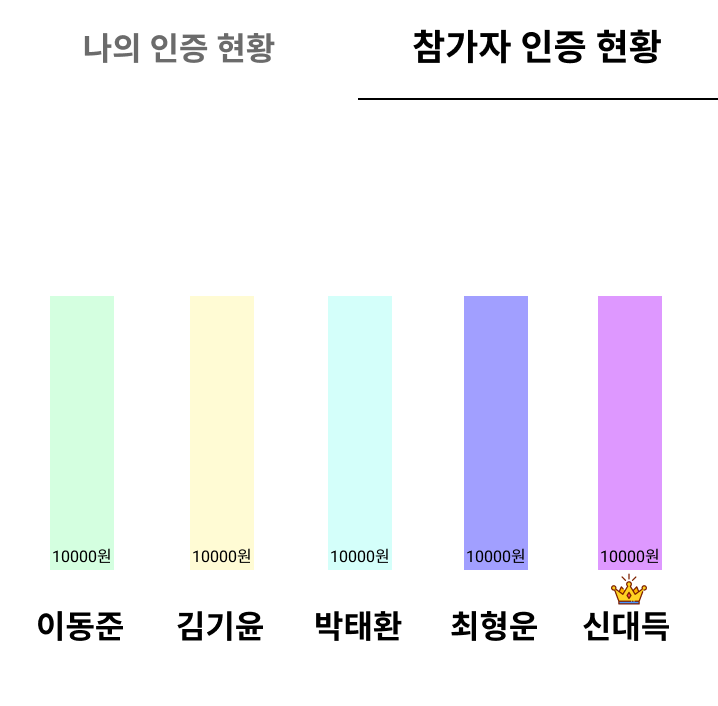 나의 인증 현황
참가자 인증 현황
10000원
10000원
10000원
10000원
10000원
이동준
김기윤
박태환
최형운
신대득